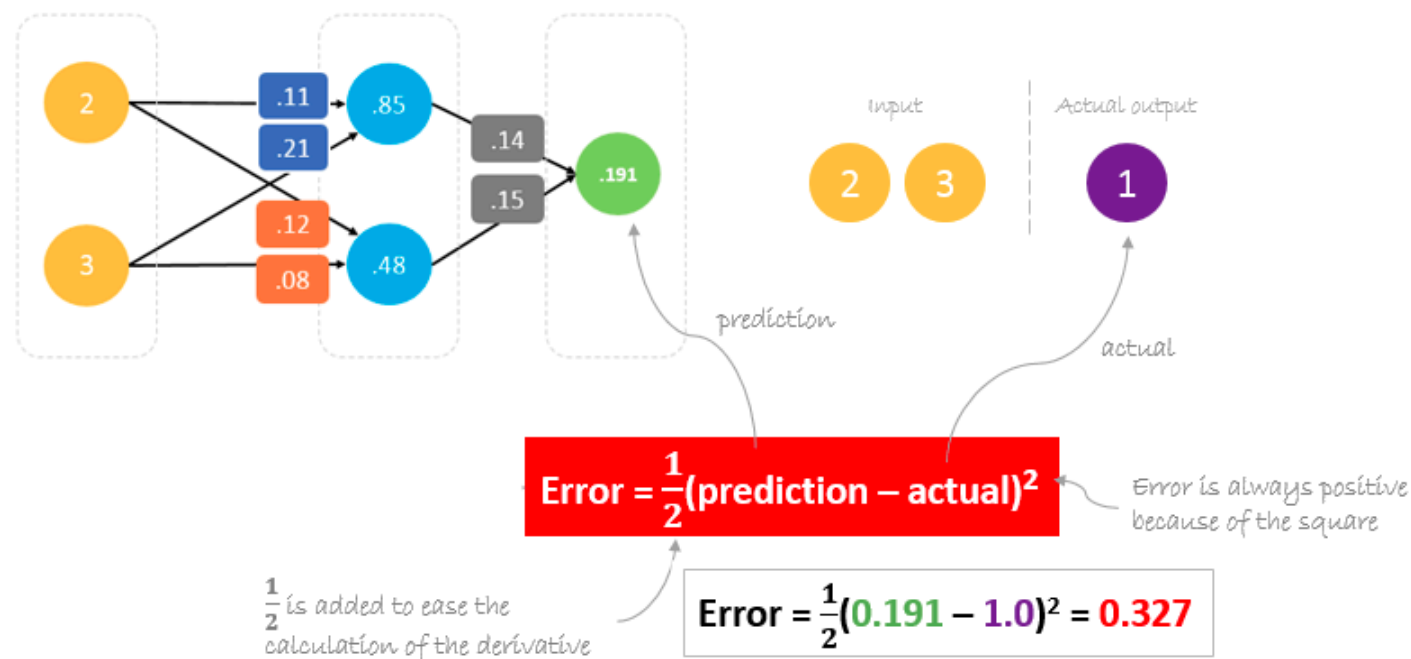 2
3
.11
.21
.12
.08
.85
.48
.14
.15
.191
Input
Actual output
2 3
1
prediction
actual
Error = 1/2(prediction – actual)²
Error is always positive
because of the square
1/2 is added to ease the
calculation of the derivative
Error = 1/2(0.191 – 1.0)² = 0.327